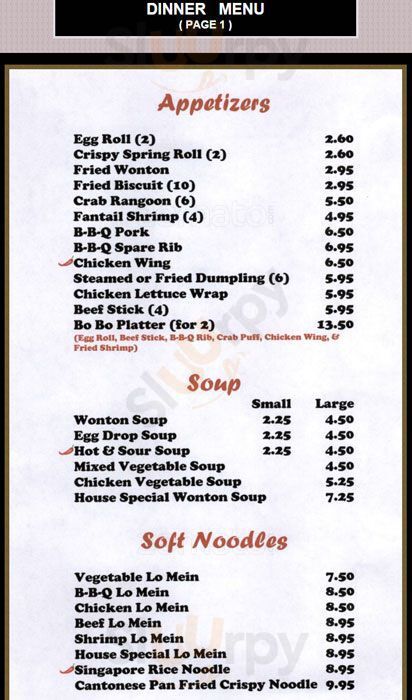 DINNER MENU
( PAGE 1 )
Appetizers
Egg Roll (2) 2.60
Crispy Spring Roll (2) 2.60
Fried Wonton 2.95
Fried Biscuit (10) 2.95
Crab Rangoon (6) 5.50
Fantail Shrimp (4) 4.95
B-B-Q Pork 6.50
B-B-Q Spare Rib 6.95
Chicken Wing 6.50
Steamed or Fried Dumpling (6) 5.95
Chicken Lettuce Wrap 5.95
Beef Stick (4) 5.95
Bo Bo Platter (for 2) 13.50
(Egg Roll, Beef Stick, B-B-Q Rib, Crab Puff, Chicken Wing, &
Fried Shrimp)
Soup
Small Large
Wonton Soup 2.25 4.50
Egg Drop Soup 2.25 4.50
Hot & Sour Soup 2.25 4.50
Mixed Vegetable Soup 4.50
Chicken Vegetable Soup 5.25
House Special Wonton Soup 7.25
Soft Noodles
Vegetable Lo Mein 7.50
B-B-Q Lo Mein 8.50
Chicken Lo Mein 8.50
Beef Lo Mein 8.95
Shrimp Lo Mein 8.95
House Special Lo Mein 8.95
Singapore Rice Noodle 8.95
Cantonese Pan Fried Crispy Noodle 9.95